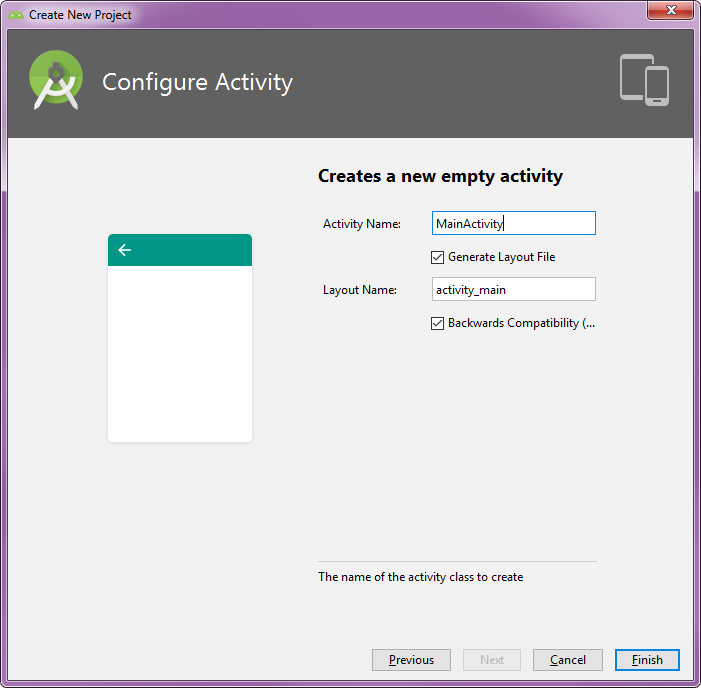 Create New Project
Configure Activity
Creates a new empty activity
Activity Name: MainActivity
Generate Layout File
Layout Name: activity_main
Backwards Compatibility (...
The name of the activity class to create
Previous Next Cancel Finish